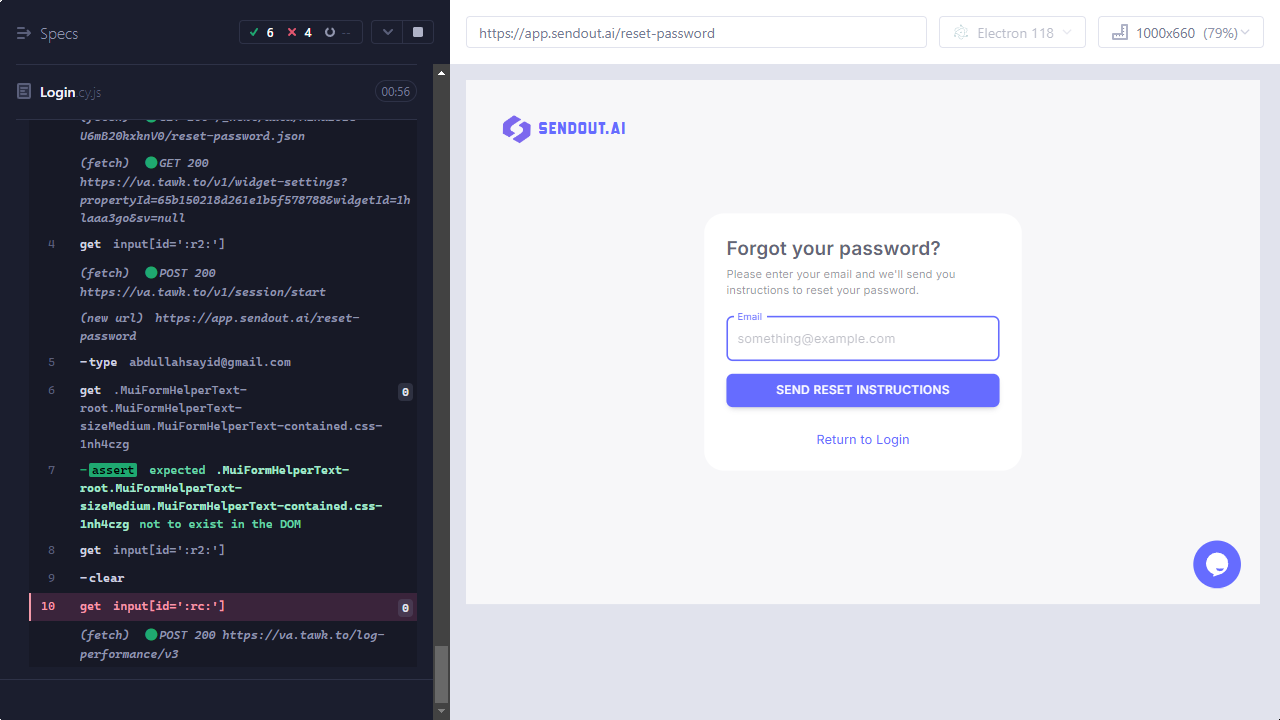 Specs
6
4
--
Login.cy.js
00:56
U6mB20kxknV0/reset-password.json
(fetch) GET 200
https://va.tawk.to/v1/widget-settings?
propertyId=65b150218d261e1b5f578788&widgetId=1h
laaa3go&sv=null
4 get input[id=':r2:']
(fetch) POST 200
https://va.tawk.to/v1/session/start
(new url) https://app.sendout.ai/reset-
password
5 -type abdullahsayid@gmail.com
6 get .MuiFormHelperText-
root.MuiFormHelperText-
sizeMedium.MuiFormHelperText-contained.css-
1nh4czg
0
7 -assert expected .MuiFormHelperText-
root.MuiFormHelperText-
sizeMedium.MuiFormHelperText-contained.css-
1nh4czg not to exist in the DOM
8 get input[id=':r2:']
9 -clear
10 get input[id=':rc:']
0
(fetch) POST 200 https://va.tawk.to/log-
performance/v3
https://app.sendout.ai/reset-password
Electron 118
1000x660 (79%)
SENDOUT.AI
Forgot your password?
Please enter your email and we'll send you
instructions to reset your password.
Email
something@example.com
SEND RESET INSTRUCTIONS
Return to Login